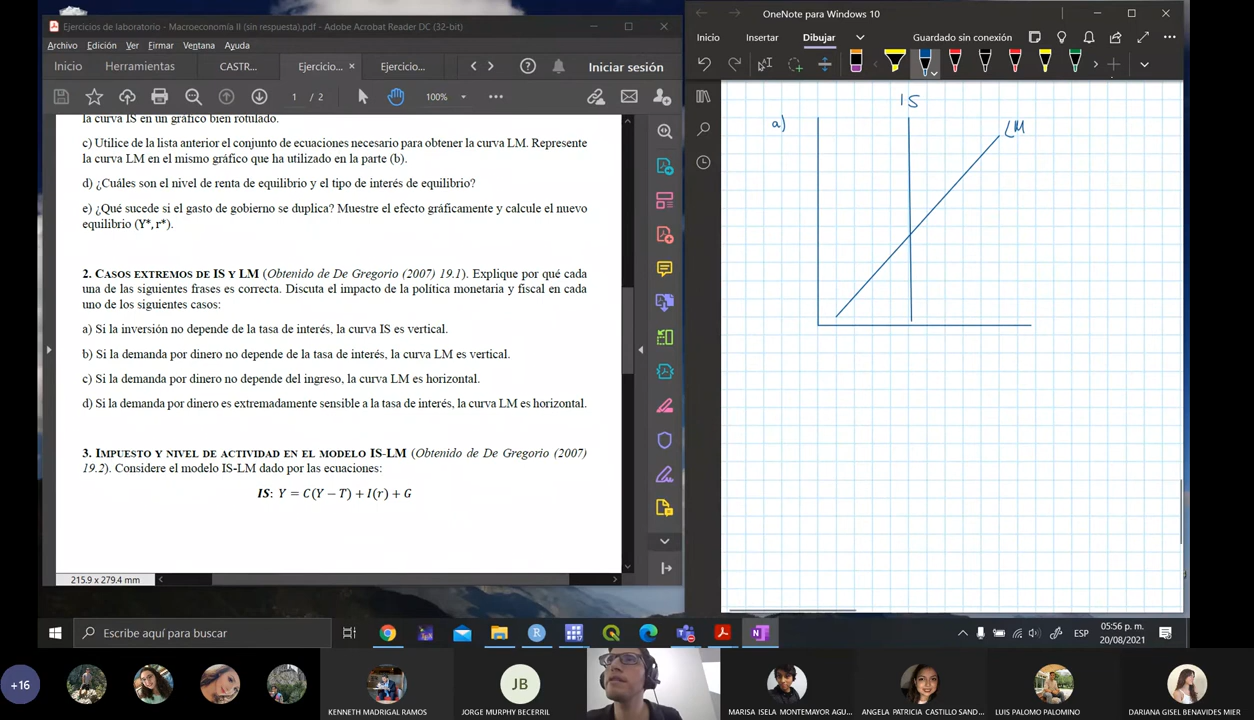 Ejercicios de laboratorio - Macroeconomía II (sin respuesta).pdf - Adobe Acrobat Reader DC (32-bit)
Archivo Edición Ver Firmar Ventana Ayuda
Inicio Herramientas CASTR... Ejercicio... × Ejercicio... Iniciar sesión
1 / 2 100%
la curva IS en un gráfico bien rotulado.
c) Utilice de la lista anterior el conjunto de ecuaciones necesario para obtener la curva LM. Represente
la curva LM en el mismo gráfico que ha utilizado en la parte (b).
d) ¿Cuáles son el nivel de renta de equilibrio y el tipo de interés de equilibrio?
e) ¿Qué sucede si el gasto de gobierno se duplica? Muestre el efecto gráficamente y calcule el nuevo
equilibrio (Y*, r*).
2. CASOS EXTREMOS DE IS Y LM (Obtenido de De Gregorio (2007) 19.1). Explique por qué cada
una de las siguientes frases es correcta. Discuta el impacto de la política monetaria y fiscal en cada
uno de los siguientes casos:
a) Si la inversión no depende de la tasa de interés, la curva IS es vertical.
b) Si la demanda por dinero no depende de la tasa de interés, la curva LM es vertical.
c) Si la demanda por dinero no depende del ingreso, la curva LM es horizontal.
d) Si la demanda por dinero es extremadamente sensible a la tasa de interés, la curva LM es horizontal.
3. IMPUESTO Y NIVEL DE ACTIVIDAD EN EL MODELO IS-LM (Obtenido de De Gregorio (2007)
19.2). Considere el modelo IS-LM dado por las ecuaciones:
IS: Y = C(Y − T) + I(r) + G
215.9 x 279.4 mm
OneNote para Windows 10
Inicio Insertar Dibujar Guardado sin conexión
a)
IS
LM
Escribe aquí para buscar
ESP
05:56 p. m.
20/08/2021
+16
JB
KENNETH MADRIGAL RAMOS
JORGE MURPHY BECERRIL
MARISA ISELA MONTEMAYOR AGU...
ANGELA PATRICIA CASTILLO SAND...
LUIS PALOMO PALOMINO
DARIANA GISEL BENAVIDES MIER